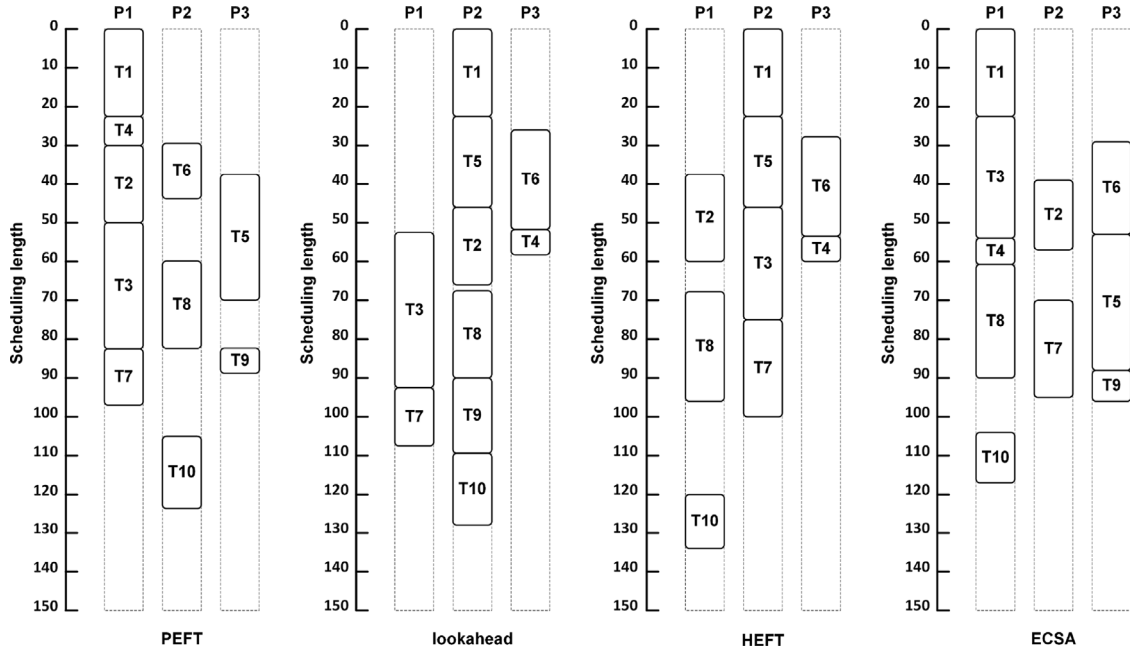 P1 P2 P3
0
10
20
30
40
50
60
70
80
90
100
110
120
130
140
150
Scheduling length
T1
T4
T2
T3
T7
T6
T8
T10
T5
T9
PEFT
P1 P2 P3
0
10
20
30
40
50
60
70
80
90
100
110
120
130
140
150
Scheduling length
T3
T7
T1
T5
T2
T8
T9
T10
T6
T4
lookahead
P1 P2 P3
0
10
20
30
40
50
60
70
80
90
100
110
120
130
140
150
Scheduling length
T2
T8
T10
T1
T5
T3
T7
T6
T4
HEFT
P1 P2 P3
0
10
20
30
40
50
60
70
80
90
100
110
120
130
140
150
Scheduling length
T1
T3
T4
T8
T10
T2
T7
T6
T5
T9
ECSA